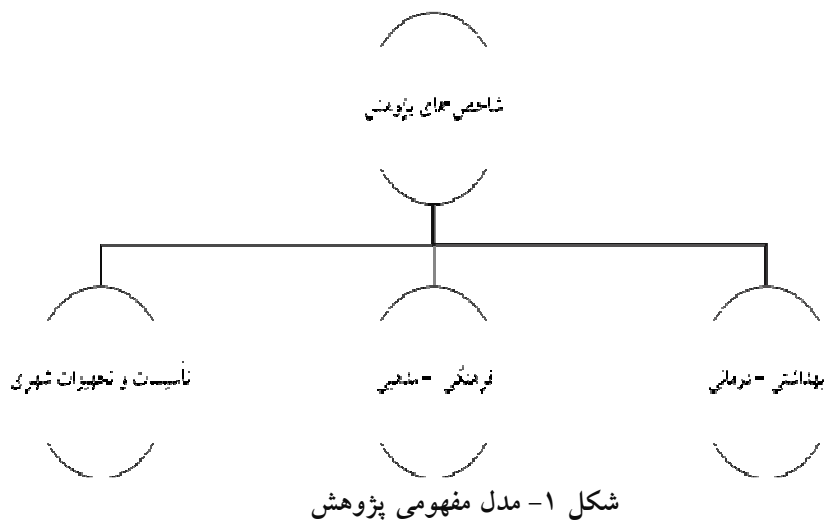 شاخص‌های پژوهش
بهداشتی - درمانی
فرهنگی - مذهبی
تأسیسات و تجهیزات شهری
شکل ۱- مدل مفهومی پژوهش